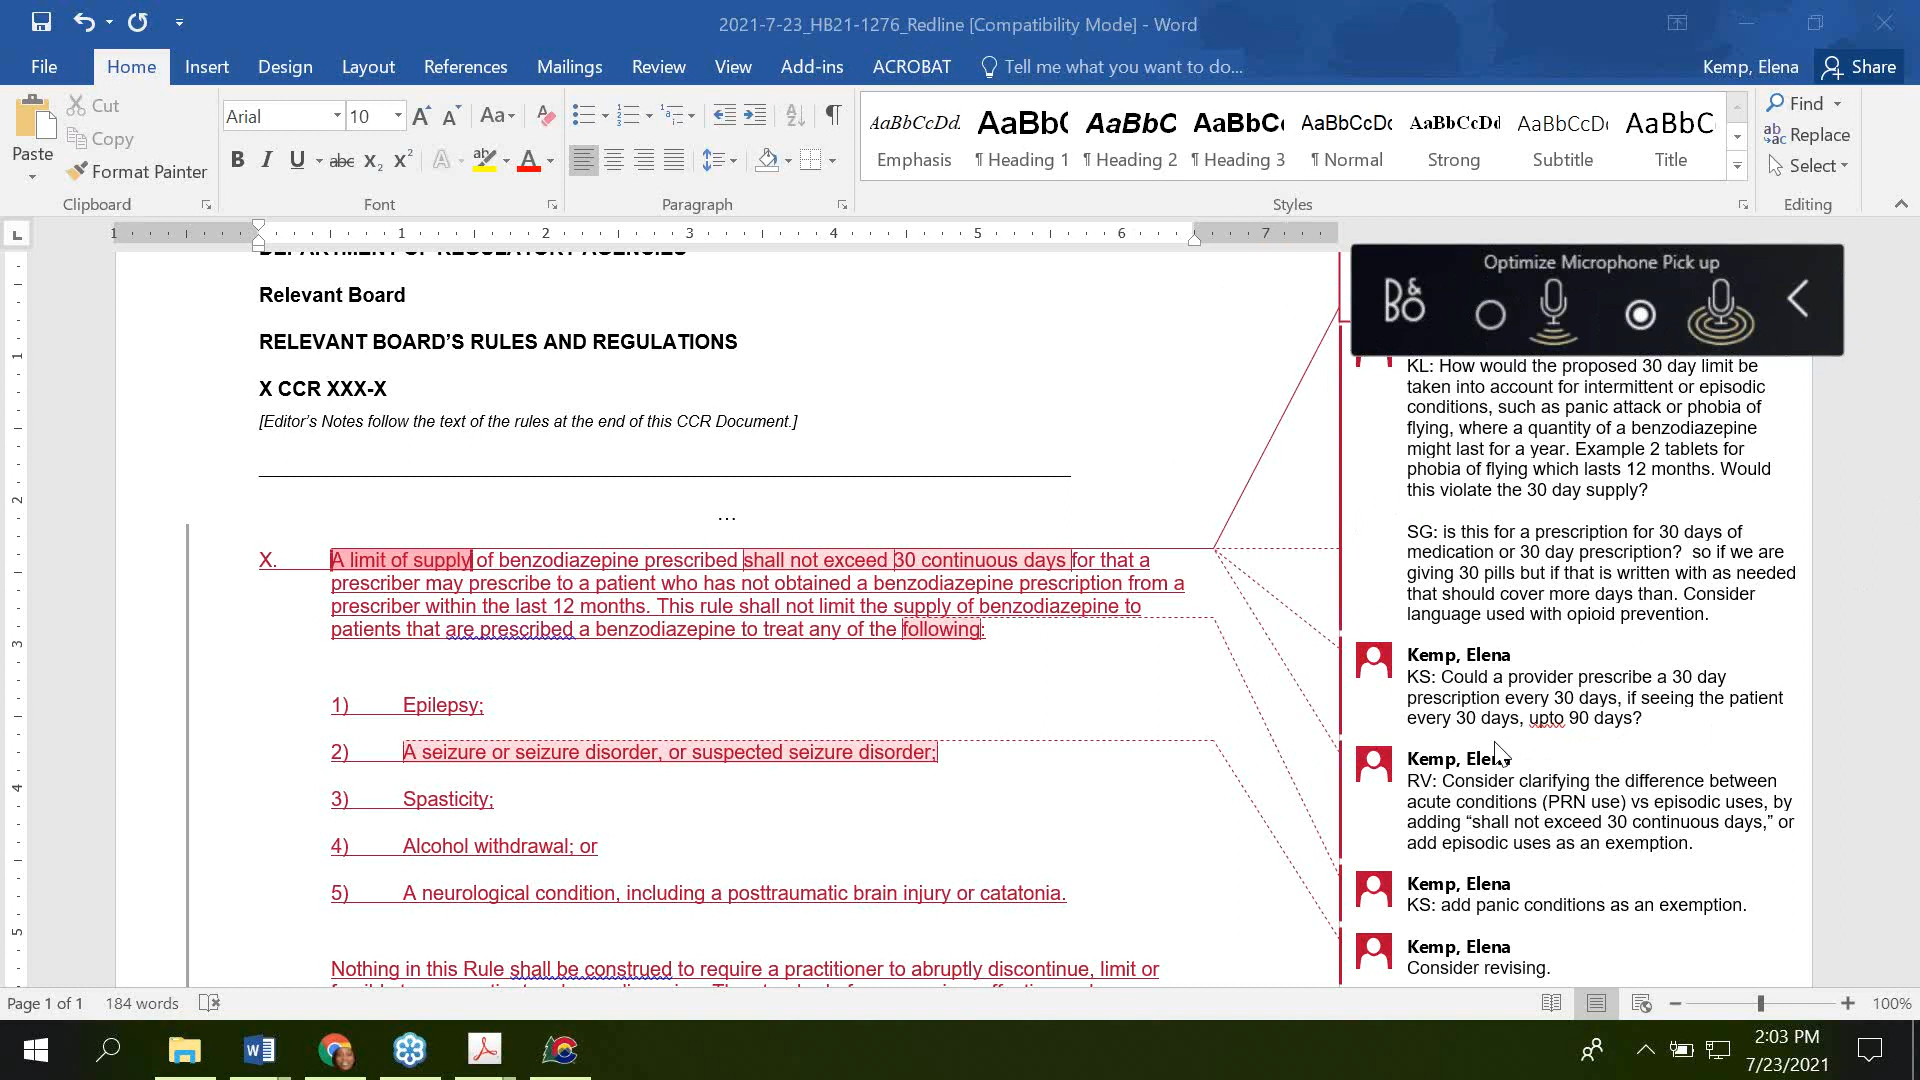 2021-7-23_HB21-1276_Redline [Compatibility Mode] - Word
File
Home
Insert
Design
Layout
References
Mailings
Review
View
Add-ins
ACROBAT
Tell me what you want to do...
Kemp, Elena
Share
Paste
Cut
Copy
Format Painter
Clipboard
Arial
10
Font
Paragraph
AaBbCcDd. AaBb( AaBbC AaBbC AaBbCcDc AaBbCcDd AaBbCcD AaBbC
Emphasis
¶ Heading 1
¶ Heading 2
¶ Heading 3
¶ Normal
Strong
Subtitle
Title
Styles
Find
Replace
Select
Editing
1 1 2 3 4 5 6 7
DEPARTMENT OF REGULATORY AGENCIES
Relevant Board
RELEVANT BOARD’S RULES AND REGULATIONS
X CCR XXX-X
[Editor’s Notes follow the text of the rules at the end of this CCR Document.]
…
X. A limit of supply of benzodiazepine prescribed shall not exceed 30 continuous days for that a
prescriber may prescribe to a patient who has not obtained a benzodiazepine prescription from a
prescriber within the last 12 months. This rule shall not limit the supply of benzodiazepine to
patients that are prescribed a benzodiazepine to treat any of the following:
1) Epilepsy;
2) A seizure or seizure disorder, or suspected seizure disorder;
3) Spasticity;
4) Alcohol withdrawal; or
5) A neurological condition, including a posttraumatic brain injury or catatonia.
Nothing in this Rule shall be construed to require a practitioner to abruptly discontinue, limit or
Optimize Microphone Pick up
B&O
KL: How would the proposed 30 day limit be
taken into account for intermittent or episodic
conditions, such as panic attack or phobia of
flying, where a quantity of a benzodiazepine
might last for a year. Example 2 tablets for
phobia of flying which lasts 12 months. Would
this violate the 30 day supply?
SG: is this for a prescription for 30 days of
medication or 30 day prescription? so if we are
giving 30 pills but if that is written with as needed
that should cover more days than. Consider
language used with opioid prevention.
Kemp, Elena
KS: Could a provider prescribe a 30 day
prescription every 30 days, if seeing the patient
every 30 days, upto 90 days?
Kemp, Elena
RV: Consider clarifying the difference between
acute conditions (PRN use) vs episodic uses, by
adding “shall not exceed 30 continuous days,” or
add episodic uses as an exemption.
Kemp, Elena
KS: add panic conditions as an exemption.
Kemp, Elena
Consider revising.
Page 1 of 1
184 words
100%
2:03 PM
7/23/2021